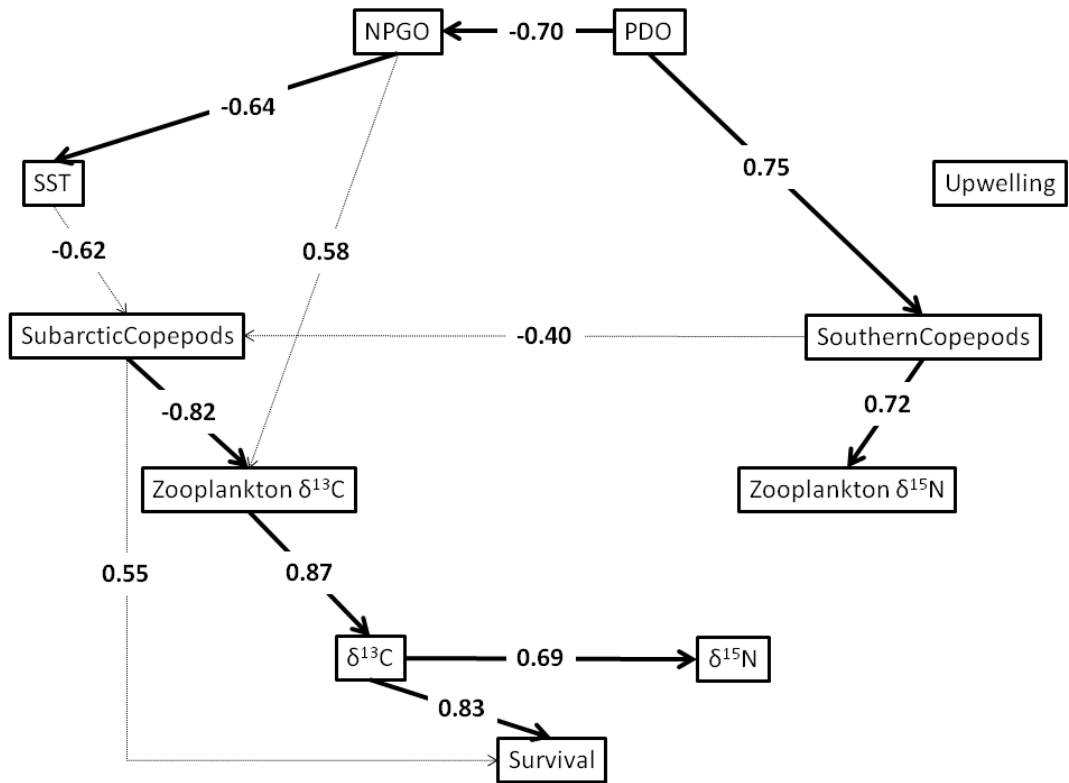 NPGO
-0.70
PDO
-0.64
SST
0.75
Upwelling
-0.62
0.58
SubarcticCopepods
-0.40
SouthernCopepods
-0.82
0.72
Zooplankton δ¹³C
Zooplankton δ¹⁵N
0.55
0.87
δ¹³C
0.69
δ¹⁵N
0.83
Survival